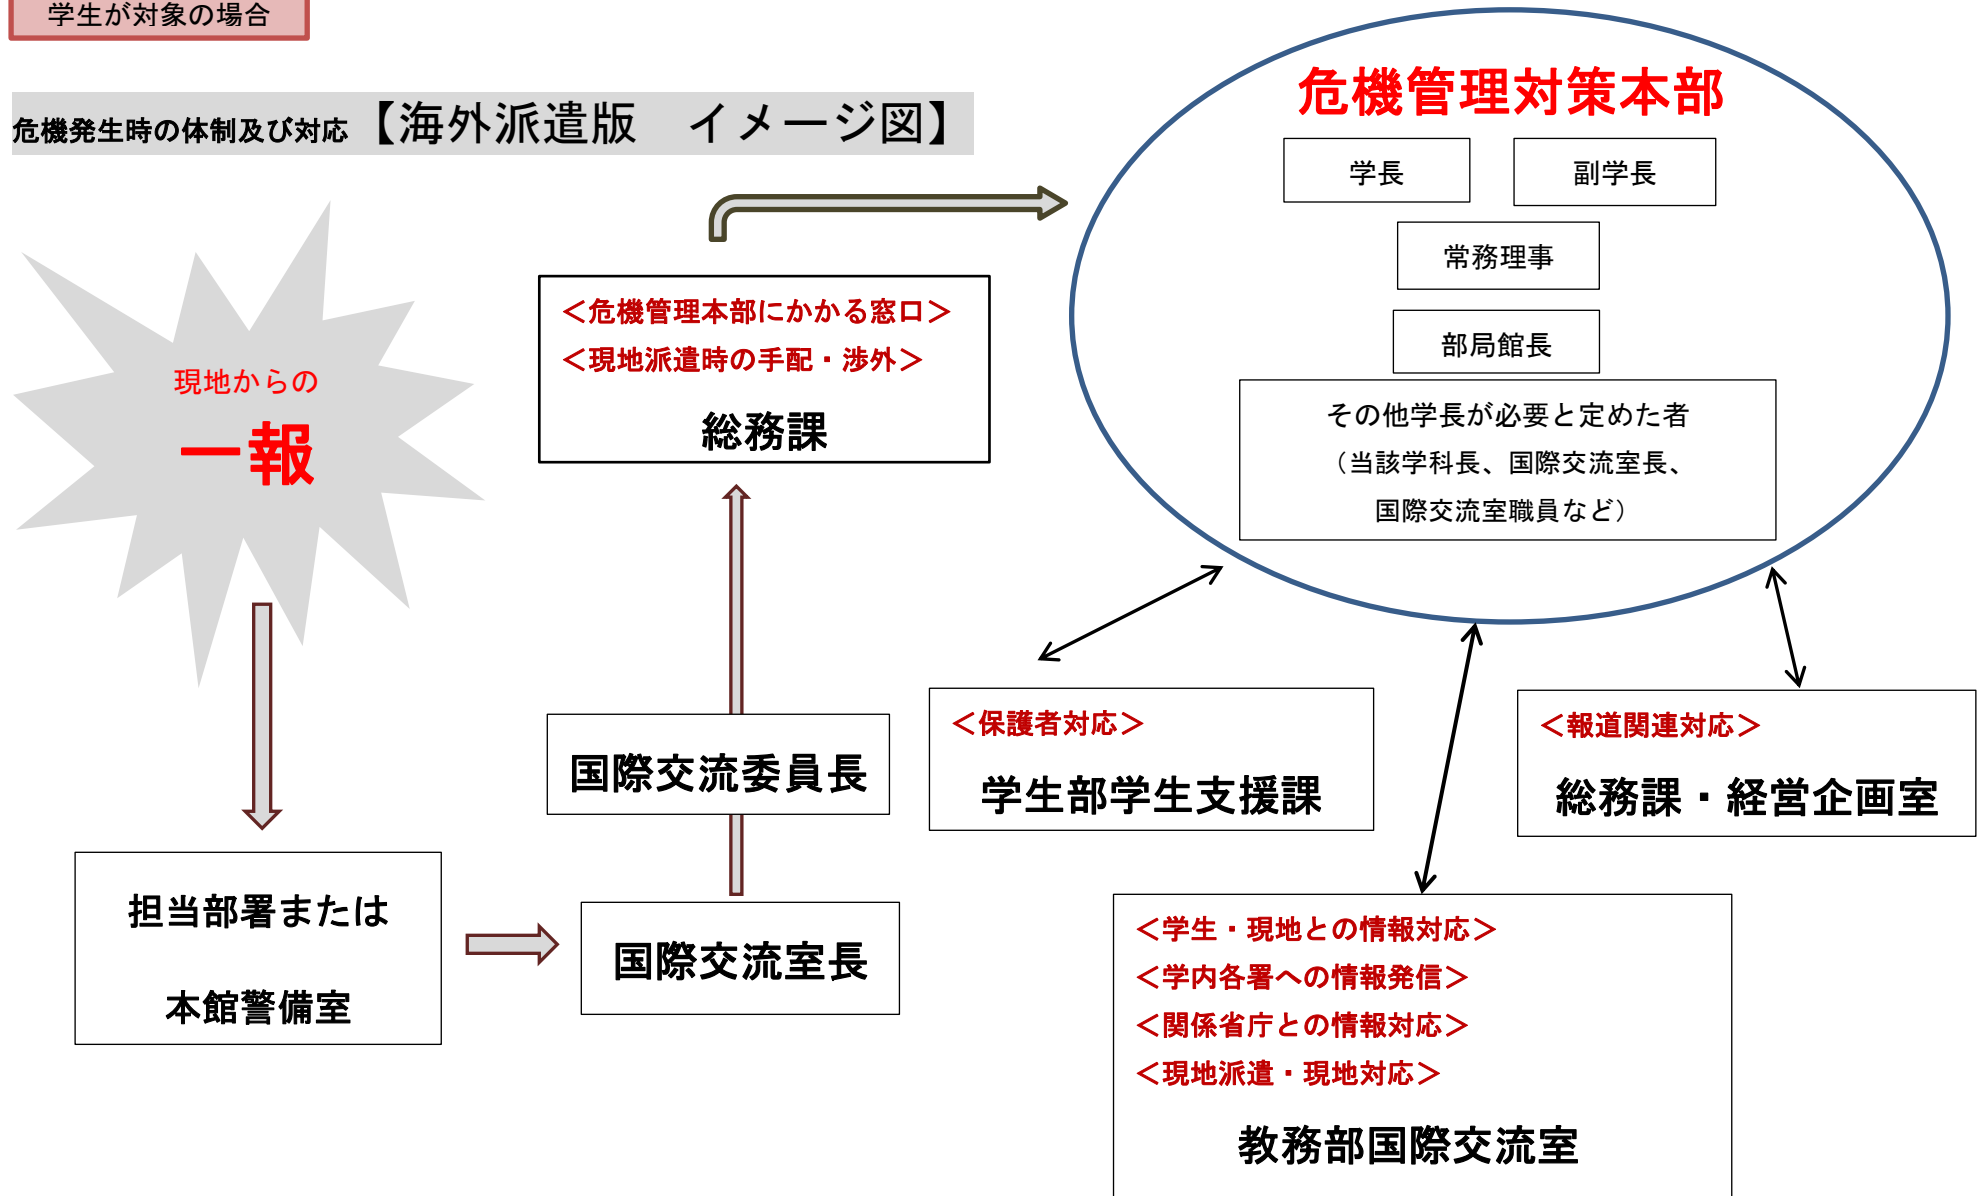 学生が対象の場合
危機発生時の体制及び対応【海外派遣版　イメージ図】
現地からの
一報
担当部署または
本館警備室
国際交流室長
国際交流委員長
＜危機管理本部にかかる窓口＞
＜現地派遣時の手配・渉外＞
総務課
危機管理対策本部
学長
副学長
常務理事
部局館長
その他学長が必要と定めた者
（当該学科長、国際交流室長、
国際交流室職員など）
＜保護者対応＞
学生部学生支援課
＜報道関連対応＞
総務課・経営企画室
＜学生・現地との情報対応＞
＜学内各署への情報発信＞
＜関係省庁との情報対応＞
＜現地派遣・現地対応＞
教務部国際交流室